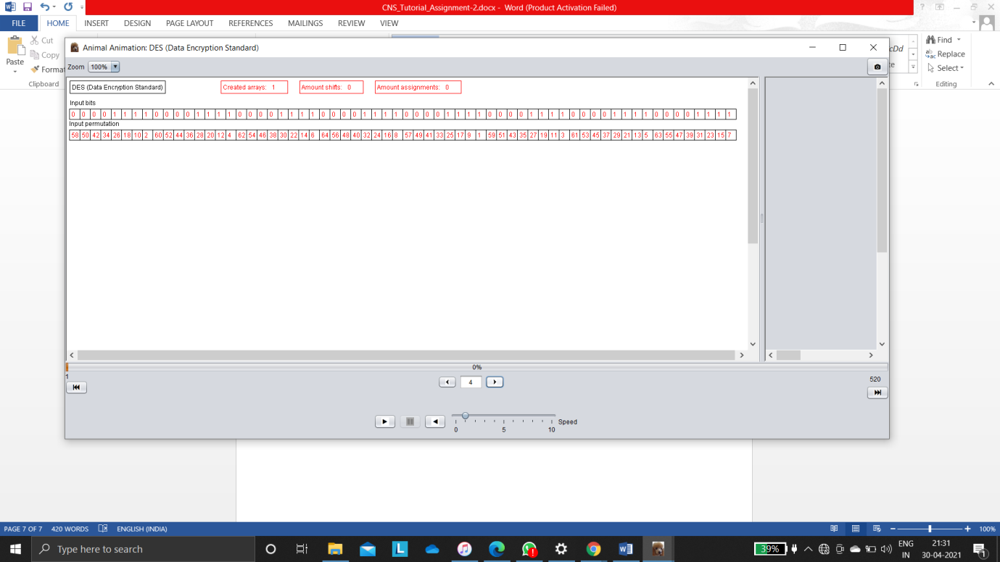 CNS_Tutorial_Assignment-2.docx - Word (Product Activation Failed)
FILE HOME INSERT DESIGN PAGE LAYOUT REFERENCES MAILINGS REVIEW VIEW
Paste
Cut
Copy
Format
Clipboard
Find
Replace
Select
Editing
Animal Animation: DES (Data Encryption Standard)
Zoom 100%
DES (Data Encryption Standard) Created arrays: 1 Amount shifts: 0 Amount assignments: 0
Input bits
0 0 0 0 1 1 1 1 0 0 0 0 1 1 1 1 0 0 0 0 1 1 1 1 0 0 0 0 1 1 1 1 0 0 0 0 1 1 1 1 0 0 0 0 1 1 1 1 0 0 0 0 1 1 1 1 0 0 0 0 1 1 1 1
Input permutation
58 50 42 34 26 18 10 2 60 52 44 36 28 20 12 4 62 54 46 38 30 22 14 6 64 56 48 40 32 24 16 8 57 49 41 33 25 17 9 1 59 51 43 35 27 19 11 3 61 53 45 37 29 21 13 5 63 55 47 39 31 23 15 7
0%
1 4 520
Speed
0 5 10
PAGE 7 OF 7 420 WORDS ENGLISH (INDIA) 100%
Type here to search
39%
ENG
IN
21:31
30-04-2021
1